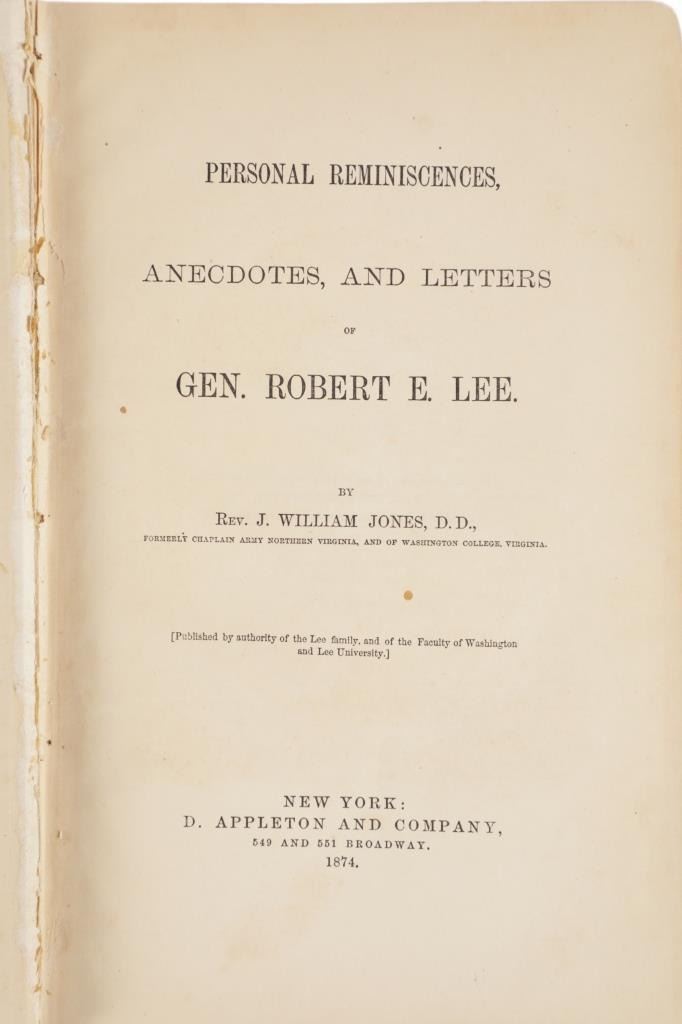 PERSONAL REMINISCENCES,
ANECDOTES, AND LETTERS
OF
GEN. ROBERT E. LEE.
BY
REV. J. WILLIAM JONES, D.D.,
FORMERLY CHAPLAIN ARMY NORTHERN VIRGINIA, AND OF WASHINGTON COLLEGE, VIRGINIA.
[Published by authority of the Lee family, and of the Faculty of Washington
and Lee University.]
NEW YORK:
D. APPLETON AND COMPANY,
549 AND 551 BROADWAY.
1874.